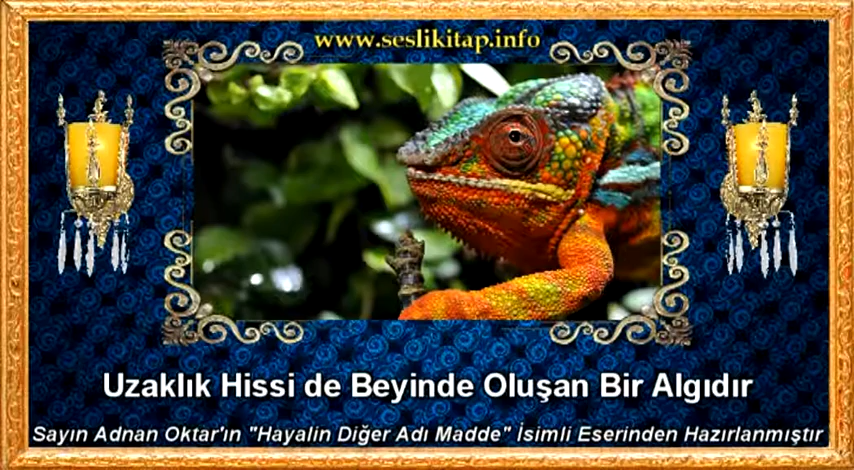 www.seslikitap.info
Uzaklık Hissi de Beyinde Oluşan Bir Algıdır
Sayın Adnan Oktar'ın "Hayalin Diğer Adı Madde" İsimli Eserinden Hazırlanmıştır